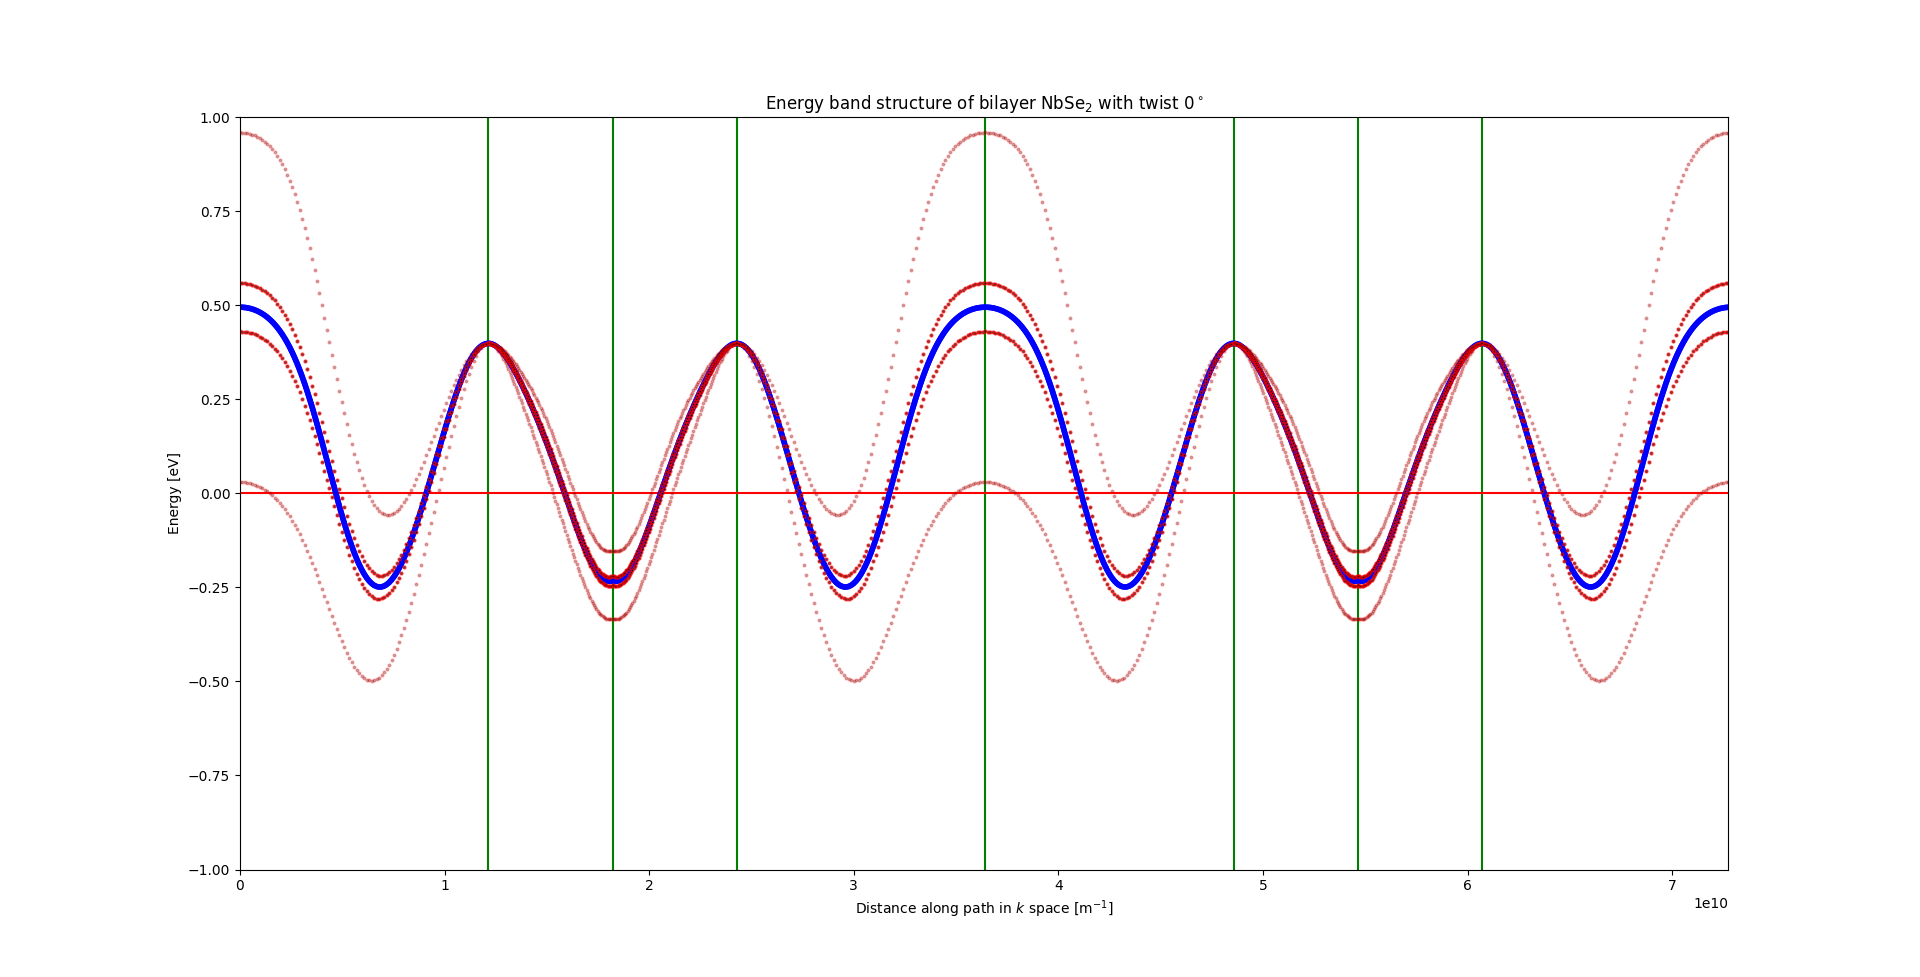 Energy band structure of bilayer NbSe₂ with twist 0°
1.00
0.75
0.50
0.25
0.00
−0.25
−0.50
−0.75
−1.00
Energy [eV]
0 1 2 3 4 5 6 7
1e10
Distance along path in k space [m⁻¹]